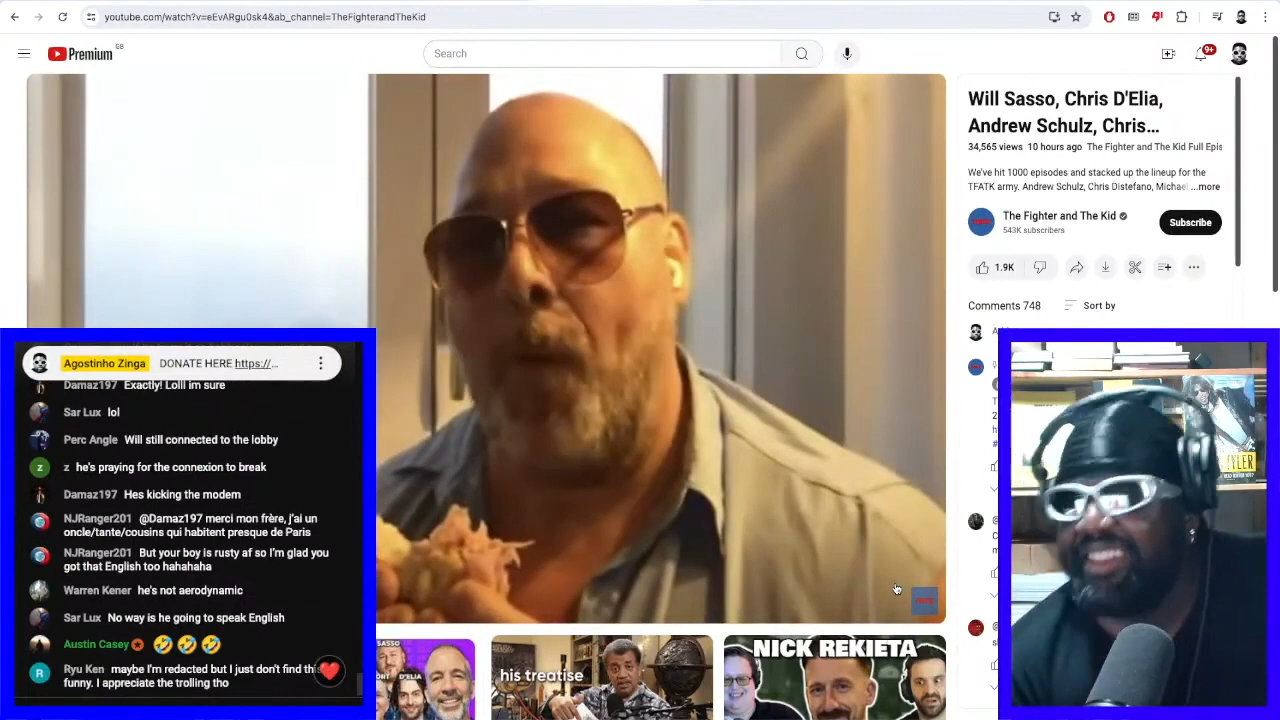 youtube.com/watch?v=eEvARgu0sk4&ab_channel=TheFighterandTheKid
Premium GB
Search
9+
Will Sasso, Chris D'Elia,
Andrew Schulz, Chris...
34,565 views 10 hours ago The Fighter and The Kid Full Epis
We've hit 1000 episodes and stacked up the lineup for the
TFATK army. Andrew Schulz, Chris Distefano, Michael ...more
The Fighter and The Kid
543K subscribers
Subscribe
1.9K
Comments 748
Sort by
Agostinho Zinga DONATE HERE https://...
Damaz197 Exactly! Lolll im sure
Sar Lux lol
Perc Angle Will still connected to the lobby
z z he's praying for the connexion to break
Damaz197 Hes kicking the modem
NJRanger201 @Damaz197 merci mon frère, j'ai un
oncle/tante/cousins qui habitent presque de Paris
NJRanger201 But your boy is rusty af so I'm glad you
got that English too hahahaha
Warren Kener he's not aerodynamic
Sar Lux No way is he going to speak English
Austin Casey 🤣 🤣 🤣
R Ryu Ken maybe I'm redacted but I just don't find th
funny. I appreciate the trolling tho
SASSO
D'ELIA
his treatise
NICK REKIETA
TYLER